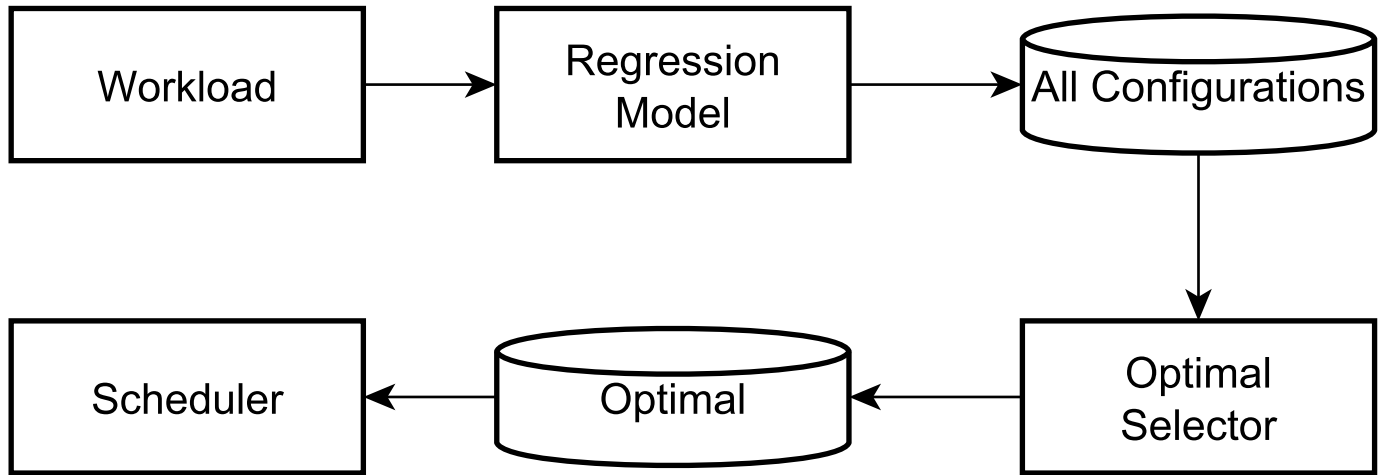 Workload
Regression
Model
All Configurations
Scheduler
Optimal
Optimal
Selector